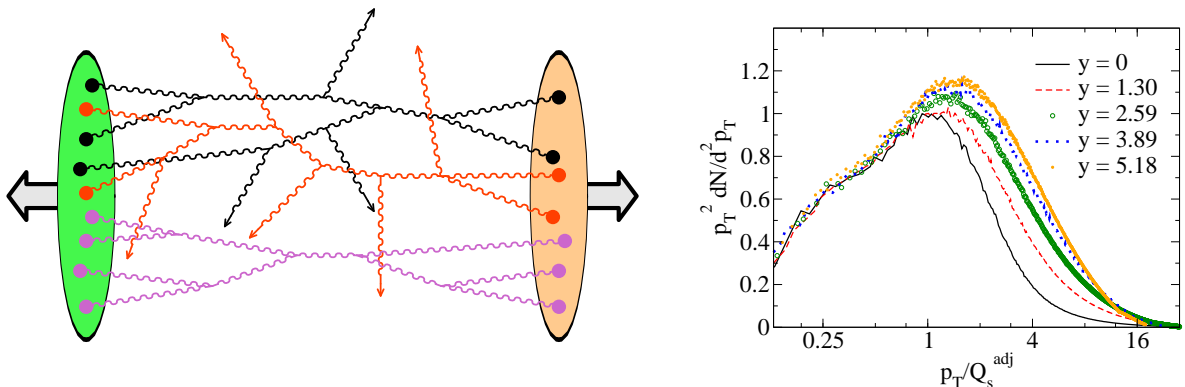 p_T^2 dN/d^2p_T
1.2
1
0.8
0.6
0.4
0.2
0
y = 0
y = 1.30
y = 2.59
y = 3.89
y = 5.18
0.25 1 4 16
p_T/Q_s^adj